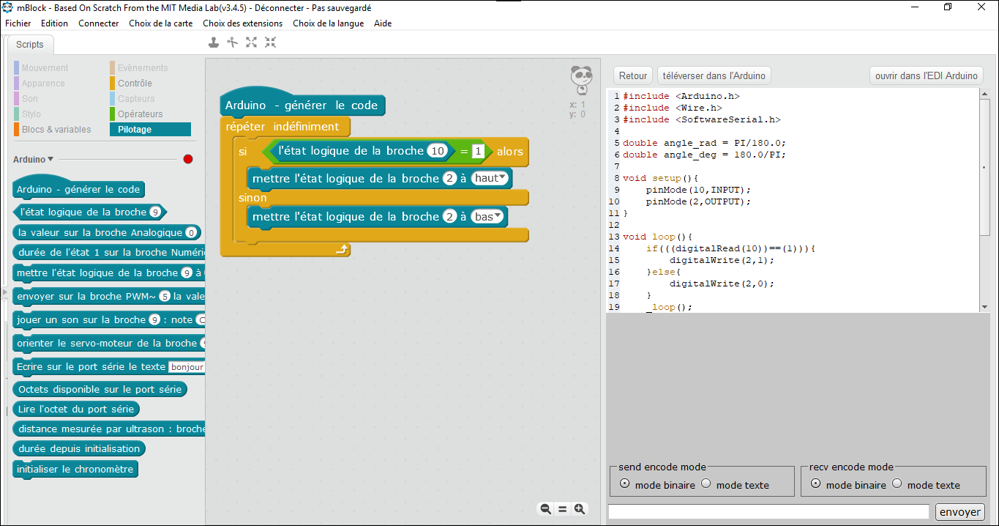 mBlock - Based On Scratch From the MIT Media Lab(v3.4.5) - Déconnecter - Pas sauvegardé
Fichier Edition Connecter Choix de la carte Choix des extensions Choix de la langue Aide
Scripts
Mouvement Evènements
Apparence Contrôle
Son Capteurs
Stylo Opérateurs
Blocs & variables Pilotage
Arduino
Arduino - générer le code
l'état logique de la broche 9
la valeur sur la broche Analogique 0
durée de l'état 1 sur la broche Numéri
mettre l'état logique de la broche 9 à
envoyer sur la broche PWM~ 5 la vale
jouer un son sur la broche 9 : note C
orienter le servo-moteur de la broche
Ecrire sur le port série le texte bonjour
Octets disponible sur le port série
Lire l'octet du port série
distance mesurée par ultrason : broche
durée depuis initialisation
initialiser le chronomètre
Arduino - générer le code
répéter indéfiniment
si l'état logique de la broche 10 = 1 alors
mettre l'état logique de la broche 2 à haut
sinon
mettre l'état logique de la broche 2 à bas
x: 1
y: 0
Retour téléverser dans l'Arduino ouvrir dans l'EDI Arduino
1 #include <Arduino.h>
2 #include <Wire.h>
3 #include <SoftwareSerial.h>
4
5 double angle_rad = PI/180.0;
6 double angle_deg = 180.0/PI;
7
8 void setup(){
9 pinMode(10,INPUT);
10 pinMode(2,OUTPUT);
11 }
12
13 void loop(){
14 if(((digitalRead(10))==(1))){
15 digitalWrite(2,1);
16 }else{
17 digitalWrite(2,0);
18 }
19 _loop();
send encode mode
mode binaire mode texte
recv encode mode
mode binaire mode texte
envoyer